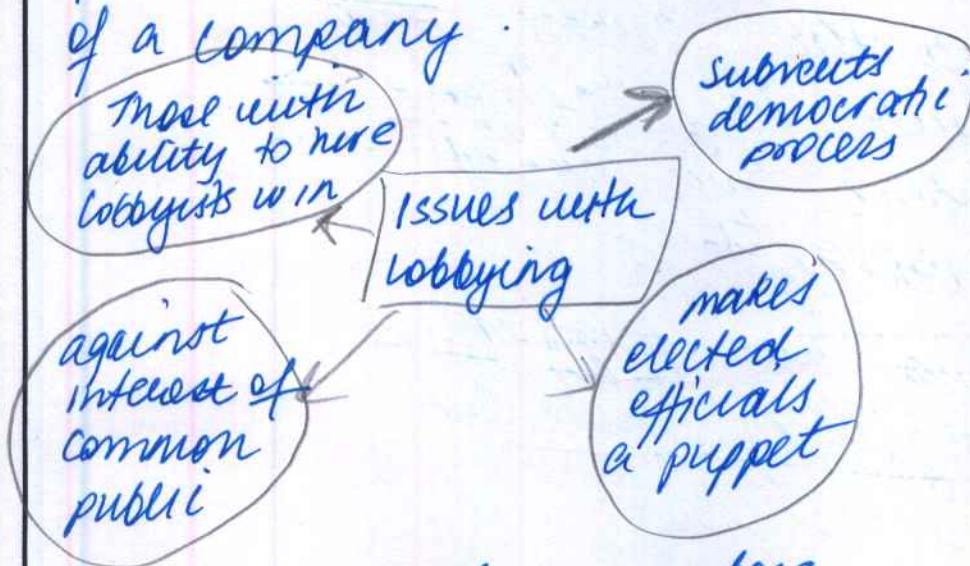 of a company.
Those with
ability to hire
lobbyists win
subverts
democratic
process
Issues with
lobbying
against
interest of
common
public
makes
elected
officials
a puppet